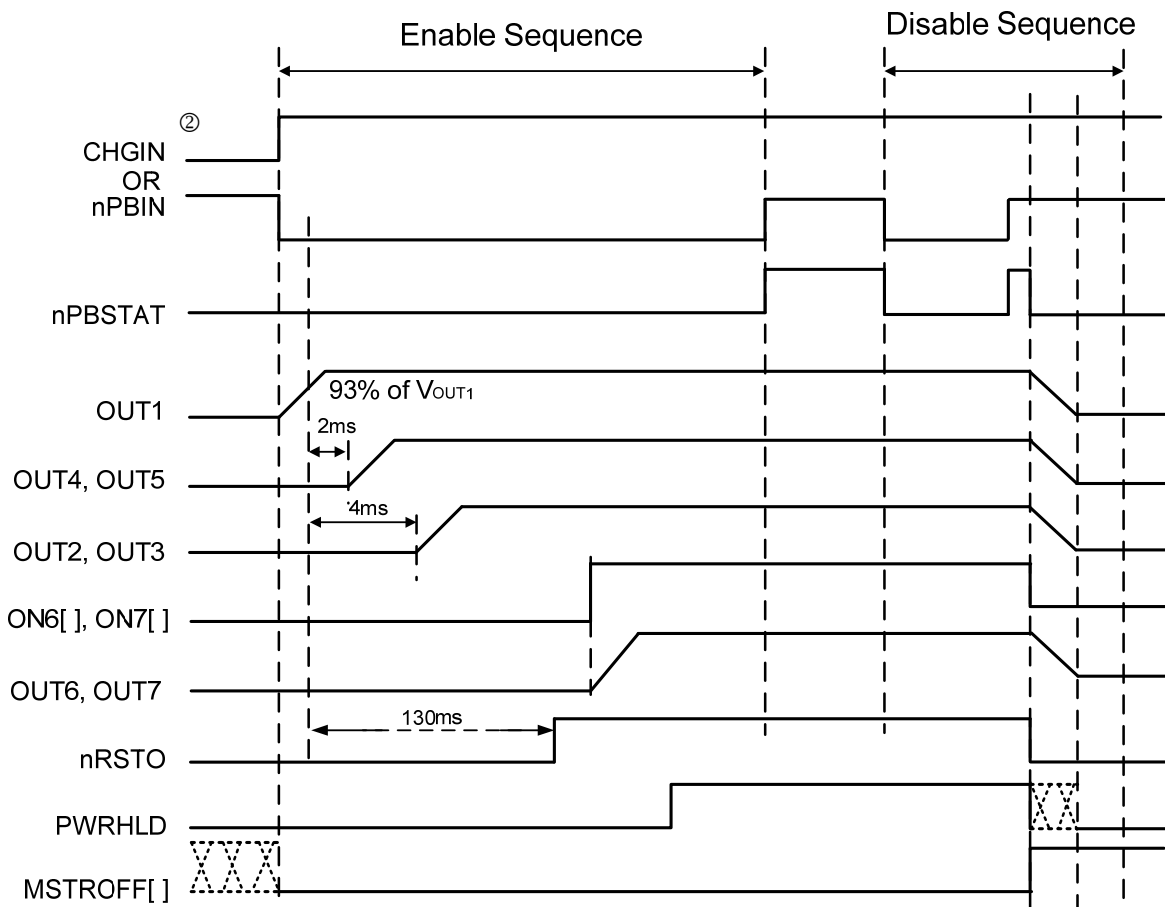 Enable Sequence
Disable Sequence
②
CHGIN
OR
nPBIN
nPBSTAT
93% of VOUT1
OUT1
2ms
OUT4, OUT5
4ms
OUT2, OUT3
ON6[ ], ON7[ ]
OUT6, OUT7
130ms
nRSTO
PWRHLD
MSTROFF[ ]